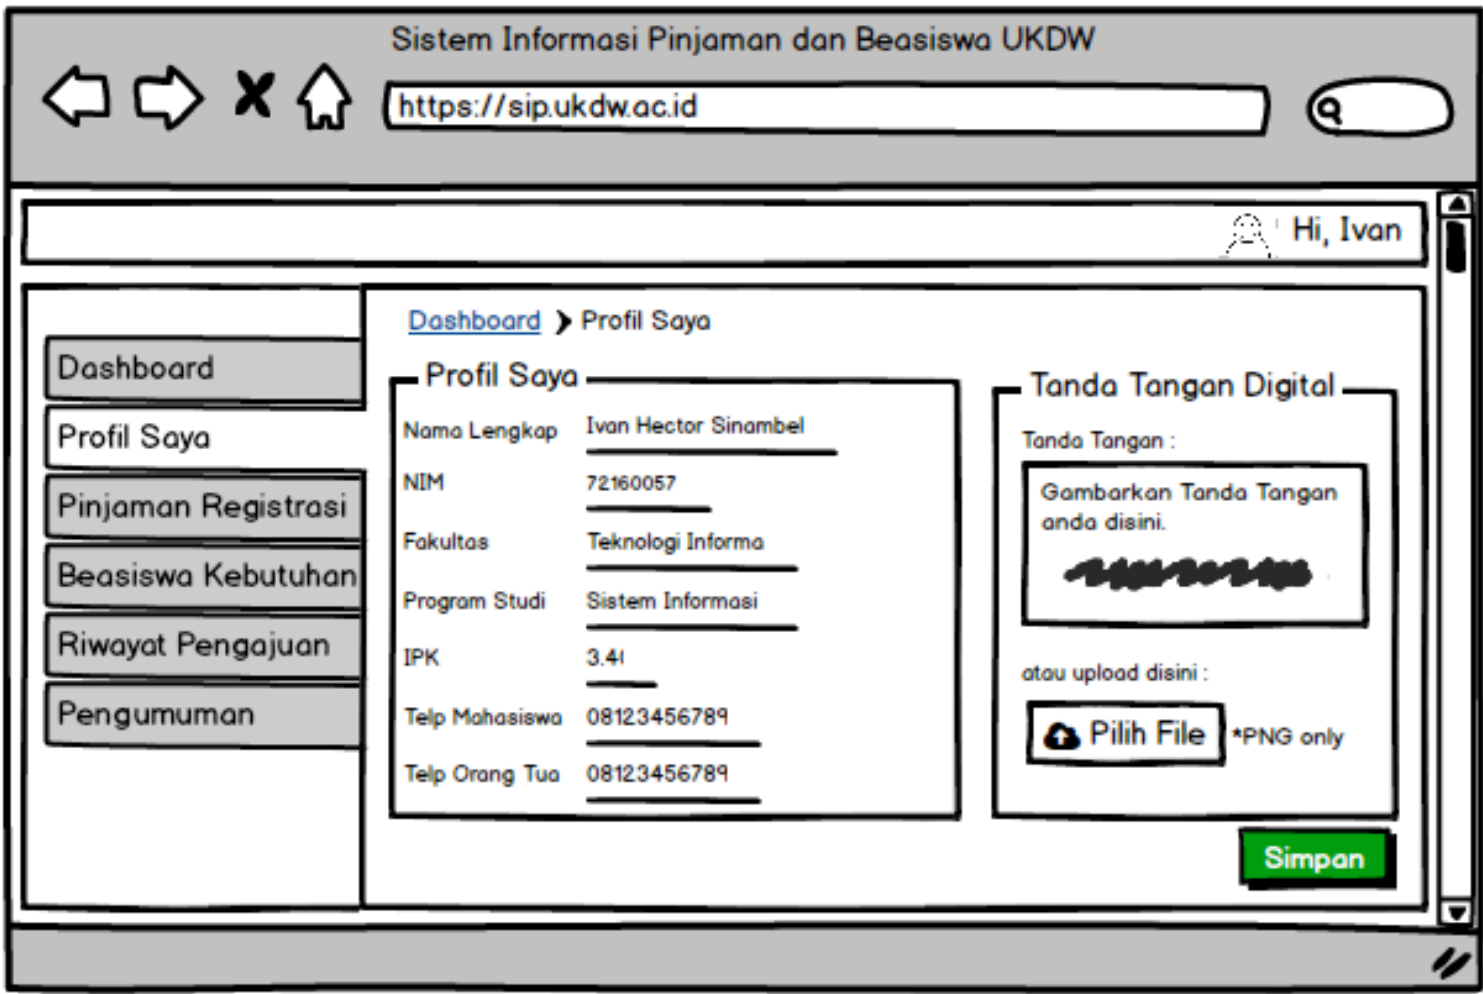 Sistem Informasi Pinjaman dan Beasiswa UKDW
https://sip.ukdw.ac.id
Hi, Ivan
Dashboard
Profil Saya
Pinjaman Registrasi
Beasiswa Kebutuhan
Riwayat Pengajuan
Pengumuman
Dashboard > Profil Saya
Profil Saya
Nama Lengkap Ivan Hector Sinambel
NIM 72160057
Fakultas Teknologi Informa
Program Studi Sistem Informasi
IPK
Telp Mahasiswa 08123456789
Telp Orang Tua 08123456789
Tanda Tangan Digital
Tanda Tangan :
Gambarkan Tanda Tangan
anda disini.
atau upload disini :
Pilih File *PNG only
Simpan